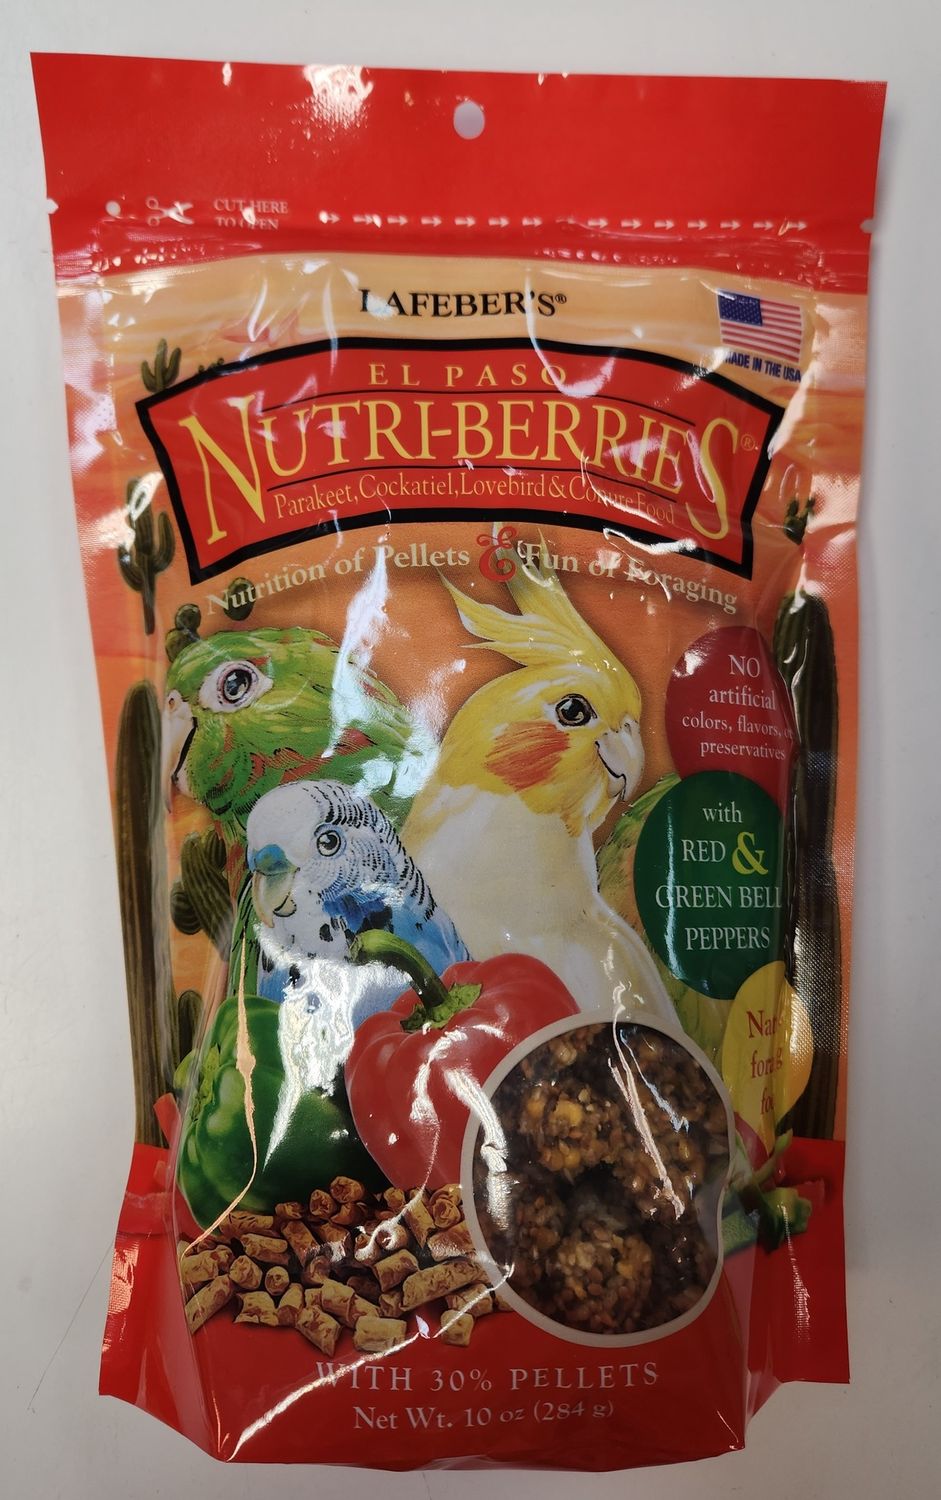 CUT HERE
TO OPEN
LAFEBER'S®
MADE IN THE USA
EL PASO
NUTRI-BERRIES®
Parakeet, Cockatiel, Lovebird & Conure Food
Nutrition of Pellets & Fun of Foraging
NO
artificial
colors, flavors, or
preservatives
with
RED &
GREEN BELL
PEPPERS
WITH 30% PELLETS
Net Wt. 10 oz (284 g)